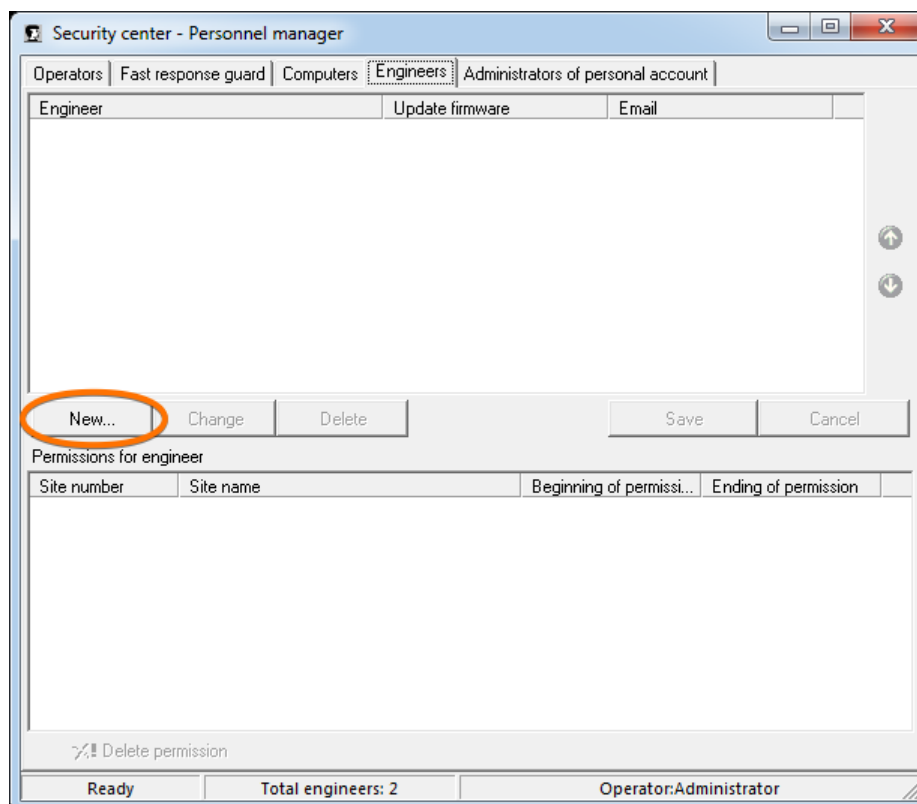 Security center - Personnel manager
Operators Fast response guard Computers Engineers Administrators of personal account
Engineer Update firmware Email
New... Change Delete Save Cancel
Permissions for engineer
Site number Site name Beginning of permissi... Ending of permission
Delete permission
Ready Total engineers: 2 Operator:Administrator